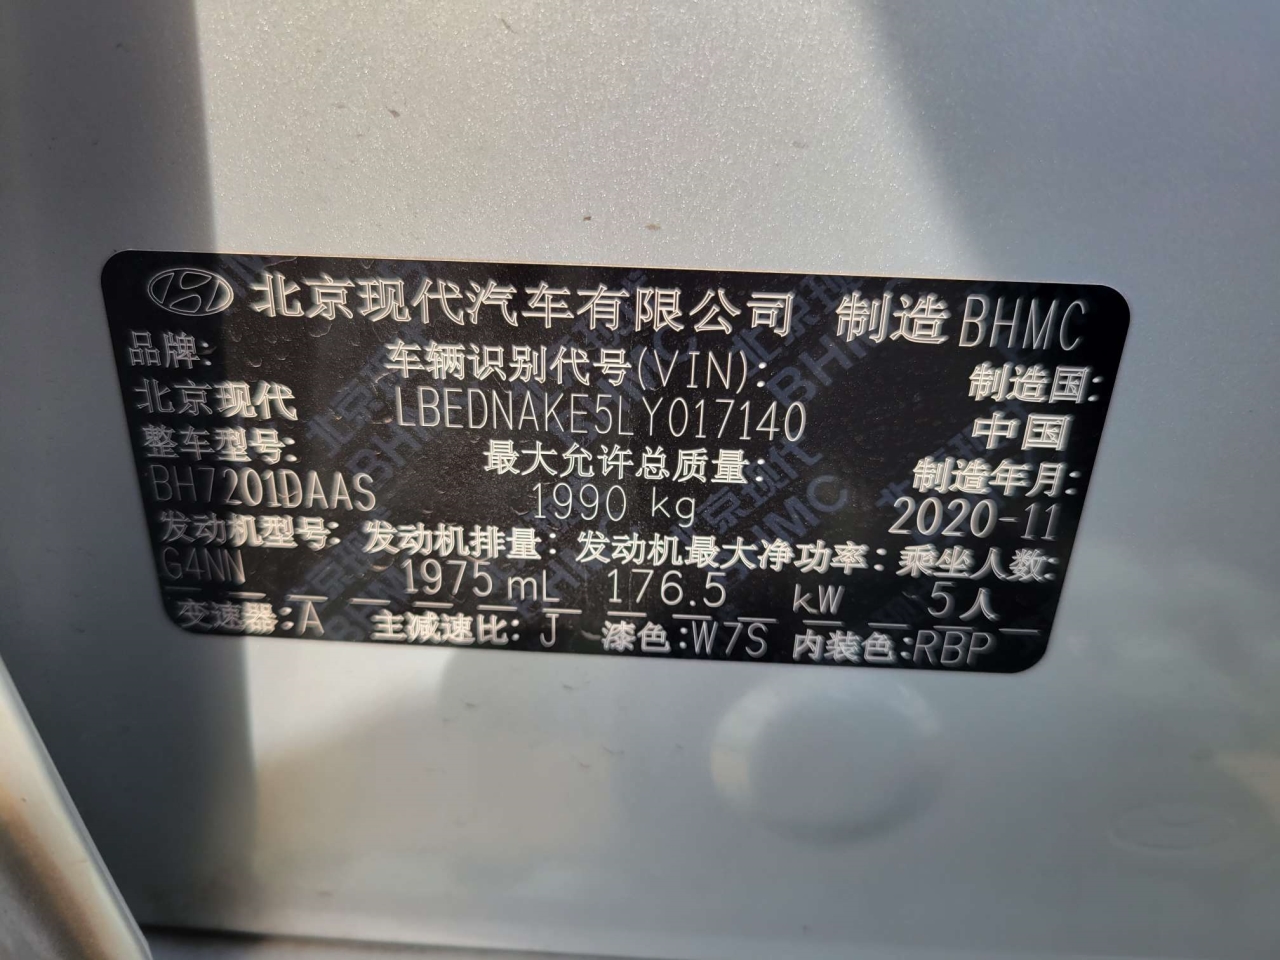 北京现代汽车有限公司 制造 BHMC
品牌: 车辆识别代号(VIN): 制造国:
北京现代 LBEDNAKE5LY017140 中国
整车型号: 最大允许总质量: 制造年月:
BH7201DAAS 1990 kg 2020-11
发动机型号: 发动机排量: 发动机最大净功率: 乘坐人数:
G4NN 1975 mL 176.5 kW 5人
变速器: A 主减速比: J 漆色: W7S 内装色: RBP